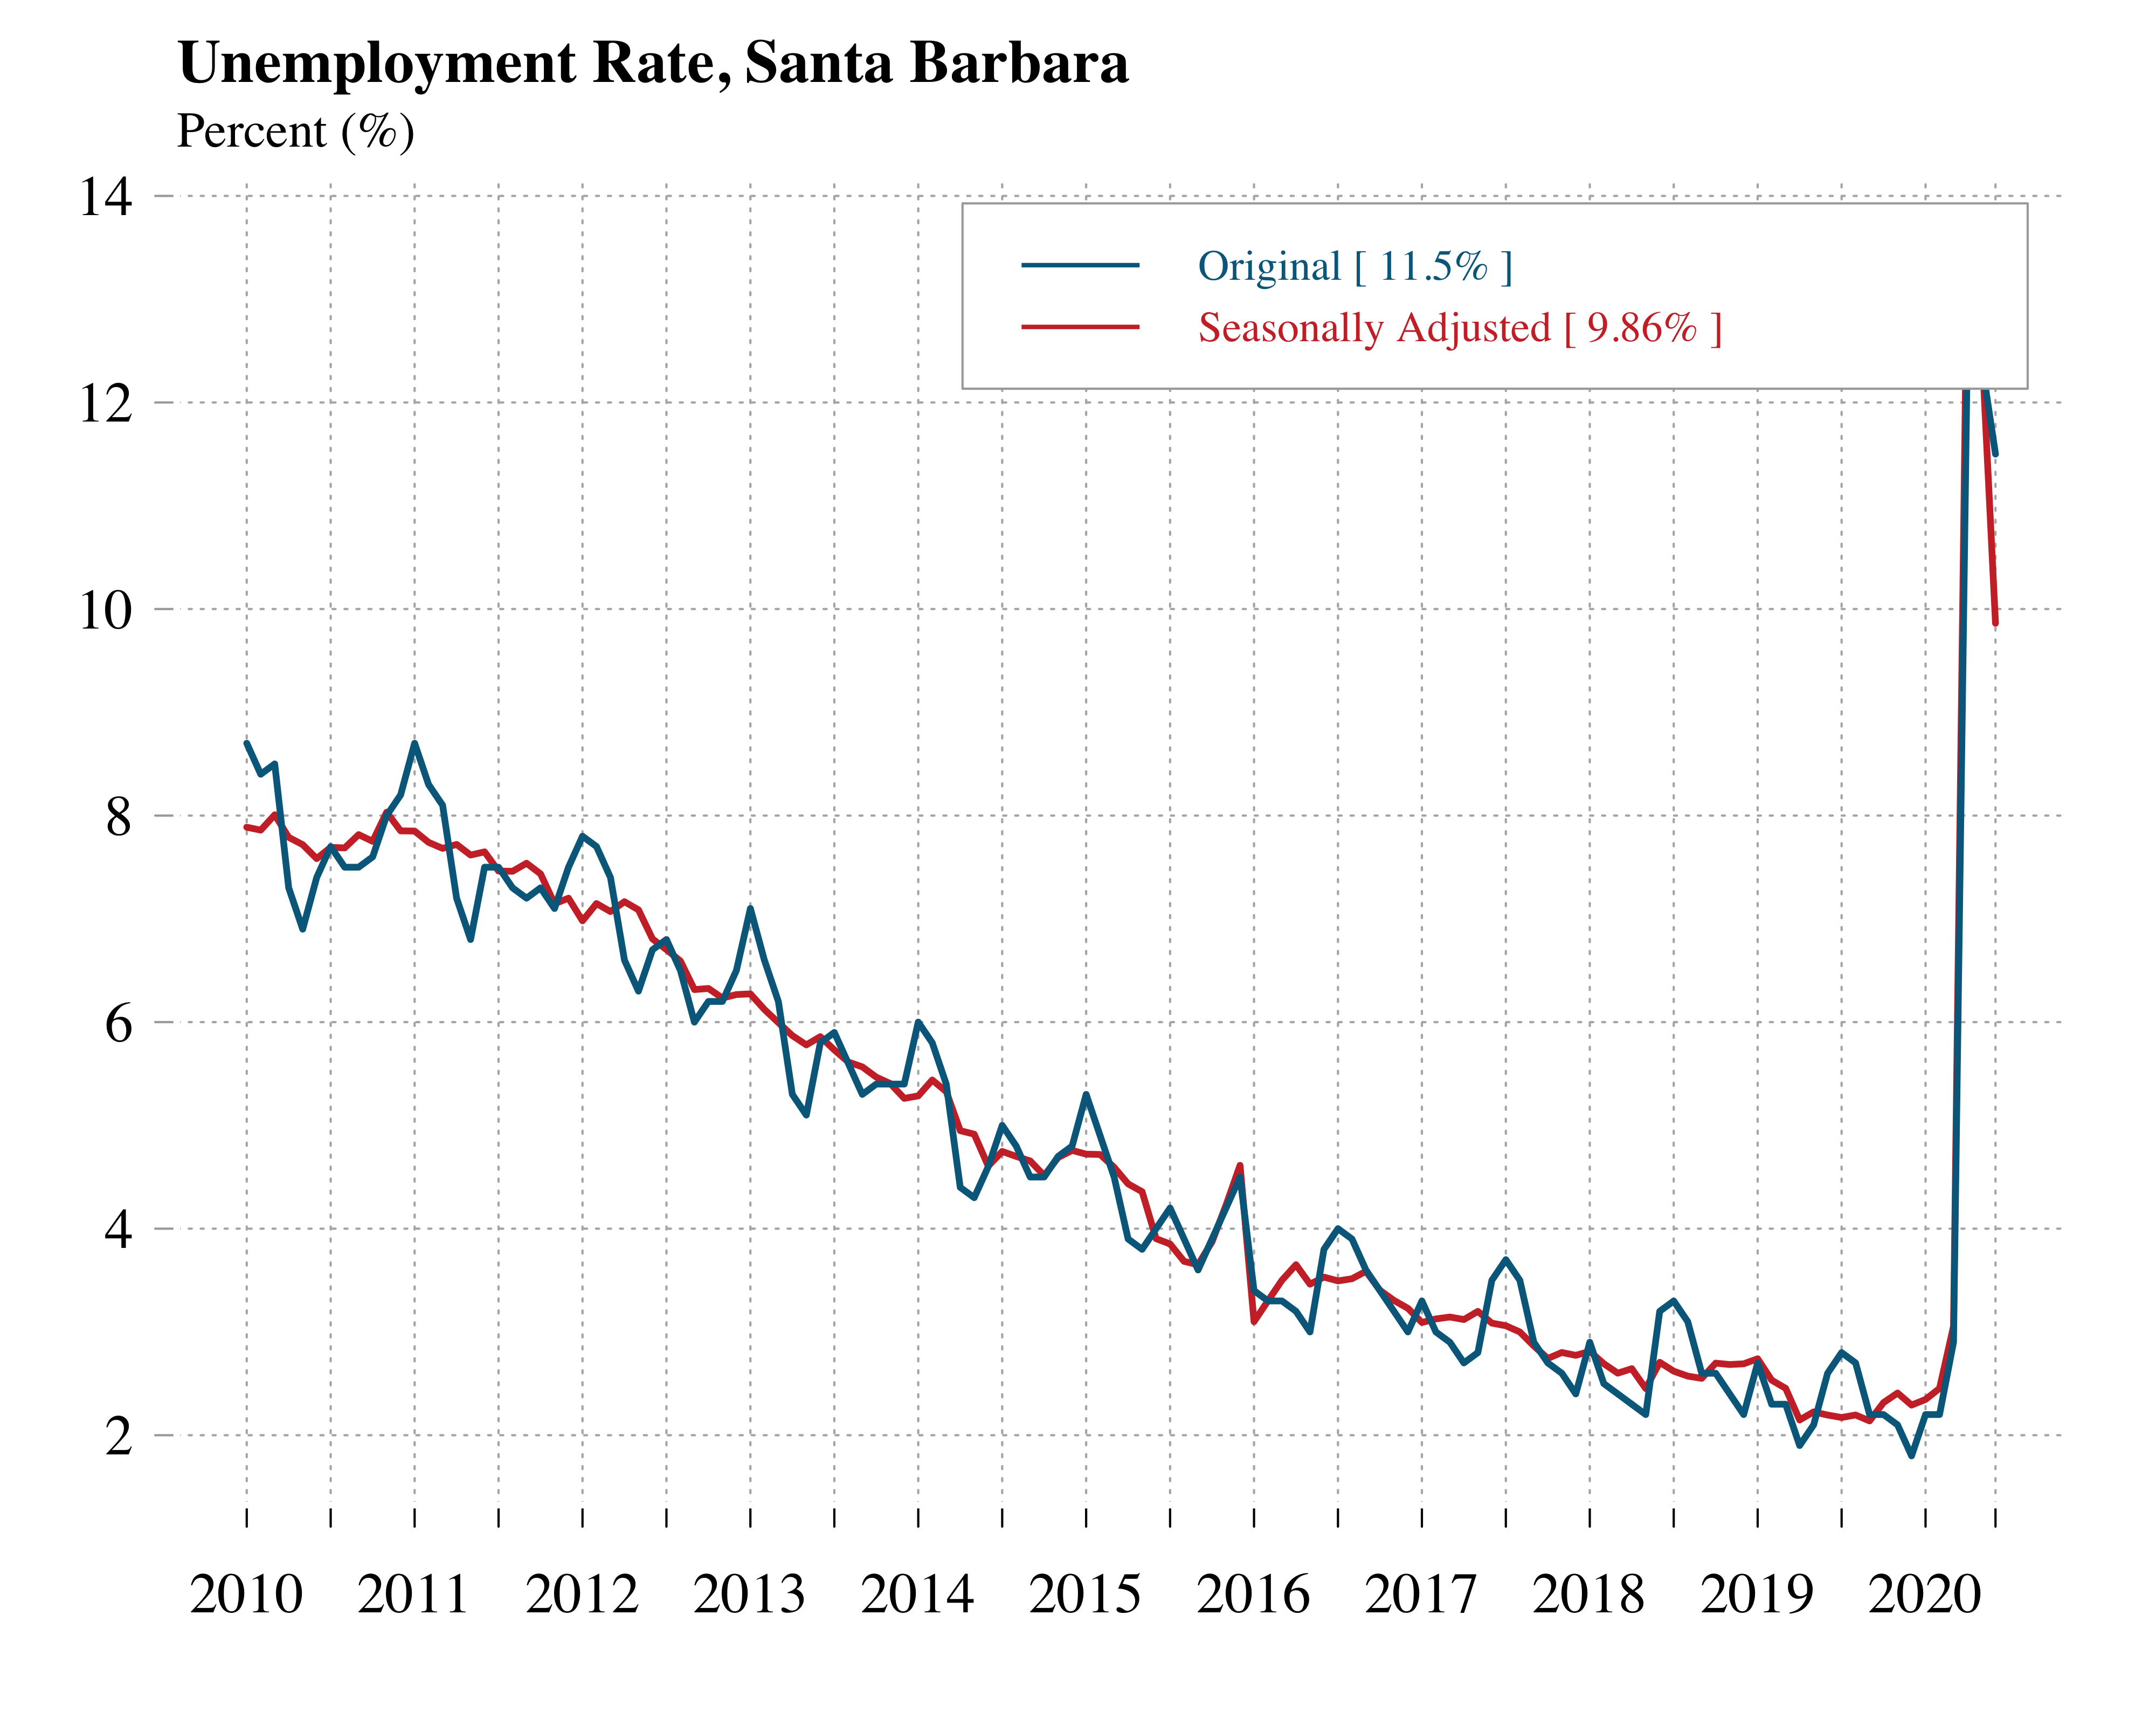 Unemployment Rate, Santa Barbara
Percent (%)
14
Original [ 11.5% ]
Seasonally Adjusted [ 9.86% ]
12
10
8
6
4
2
2010 2011 2012 2013 2014 2015 2016 2017 2018 2019 2020